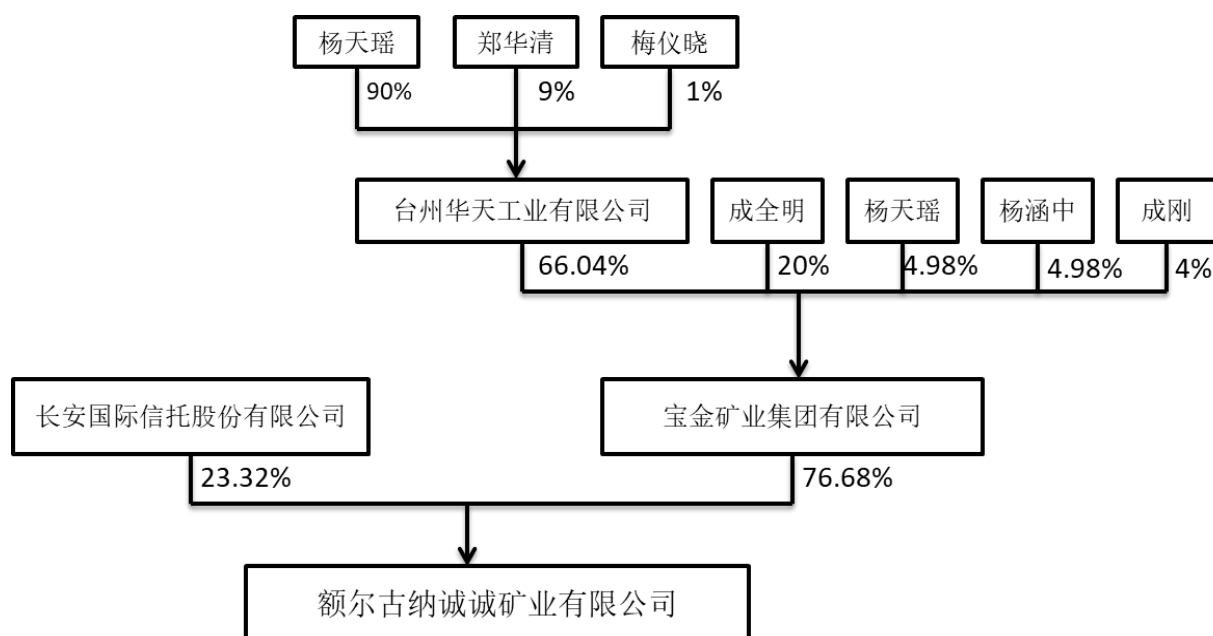 杨天瑶 郑华清 梅仪晓
90% 9% 1%
台州华天工业有限公司 成全明 杨天瑶 杨涵中 成刚
66.04% 20% 4.98% 4.98% 4%
长安国际信托股份有限公司 宝金矿业集团有限公司
23.32% 76.68%
额尔古纳诚诚矿业有限公司